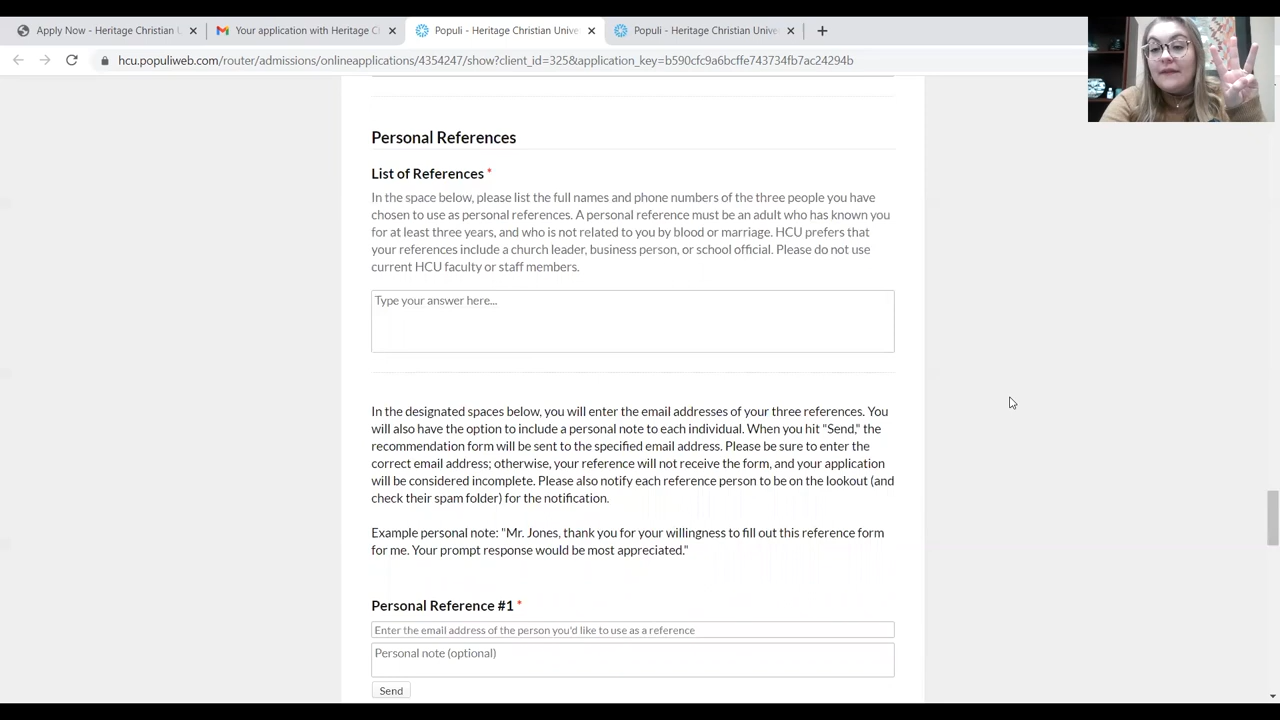 Apply Now - Heritage Christian U
Your application with Heritage C
Populi - Heritage Christian Unive
Populi - Heritage Christian Unive
hcu.populiweb.com/router/admissions/onlineapplications/4354247/show?client_id=325&application_key=b590cfc9a6bcffe743734fb7ac24294b
Personal References
List of References *
In the space below, please list the full names and phone numbers of the three people you have
chosen to use as personal references. A personal reference must be an adult who has known you
for at least three years, and who is not related to you by blood or marriage. HCU prefers that
your references include a church leader, business person, or school official. Please do not use
current HCU faculty or staff members.
Type your answer here...
In the designated spaces below, you will enter the email addresses of your three references. You
will also have the option to include a personal note to each individual. When you hit "Send," the
recommendation form will be sent to the specified email address. Please be sure to enter the
correct email address; otherwise, your reference will not receive the form, and your application
will be considered incomplete. Please also notify each reference person to be on the lookout (and
check their spam folder) for the notification.
Example personal note: "Mr. Jones, thank you for your willingness to fill out this reference form
for me. Your prompt response would be most appreciated."
Personal Reference #1 *
Enter the email address of the person you'd like to use as a reference
Personal note (optional)
Send